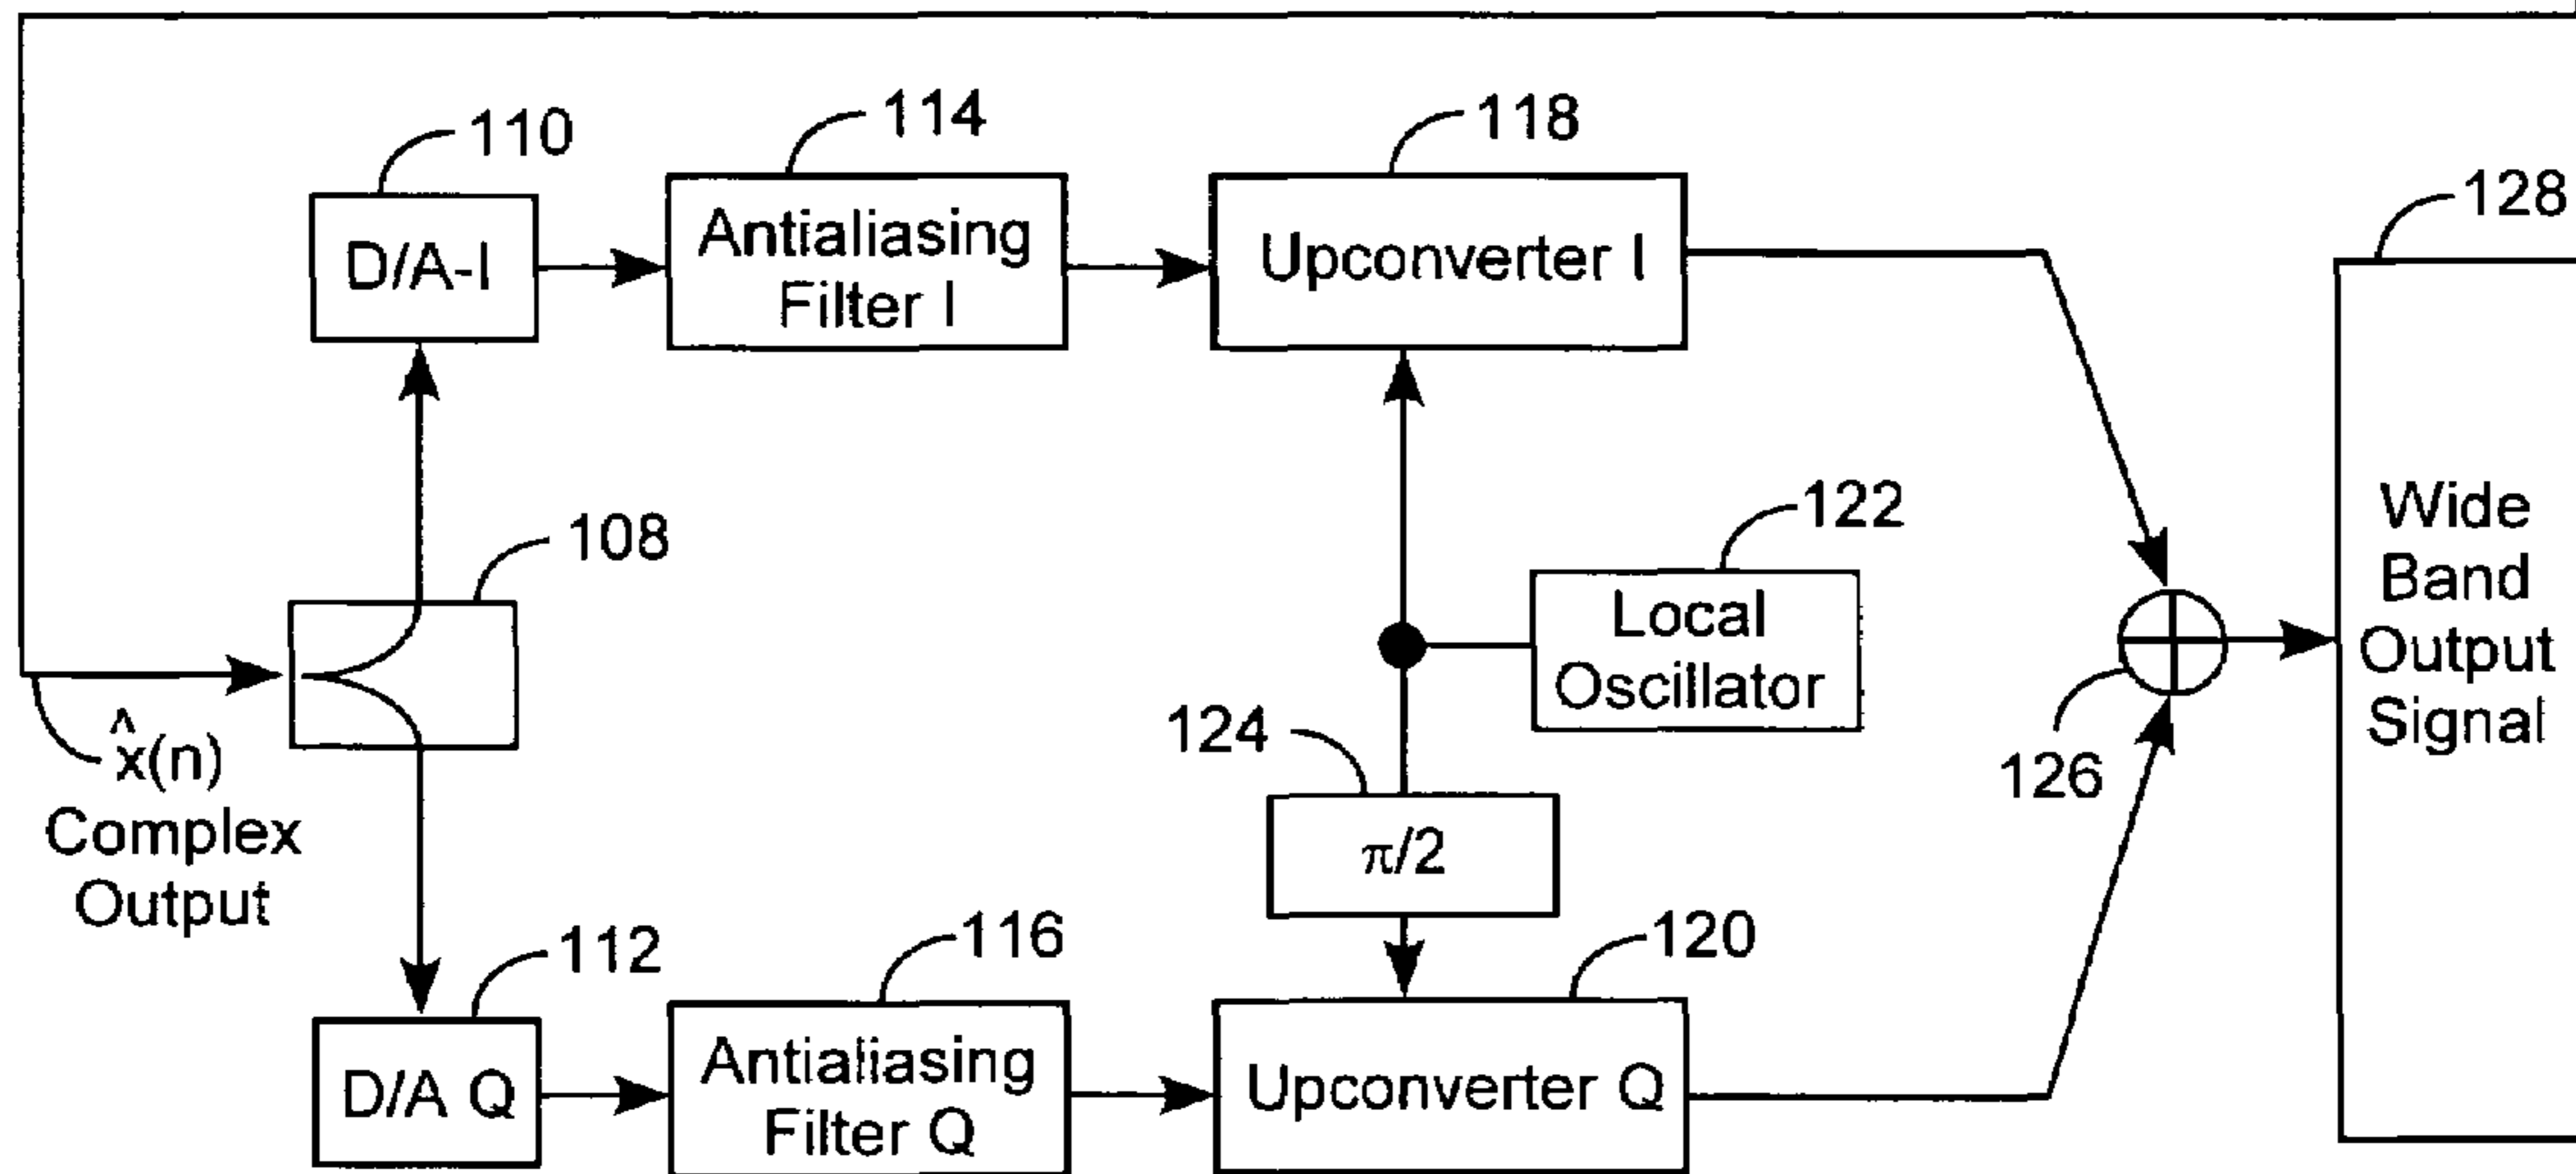 110
114
118
128
D/A-I
Antialiasing
Filter I
Upconverter I
108
122
Local
Oscillator
Wide
Band
Output
Signal
x̂(n)
Complex
Output
124
π/2
126
112
116
120
D/A Q
Antialiasing
Filter Q
Upconverter Q